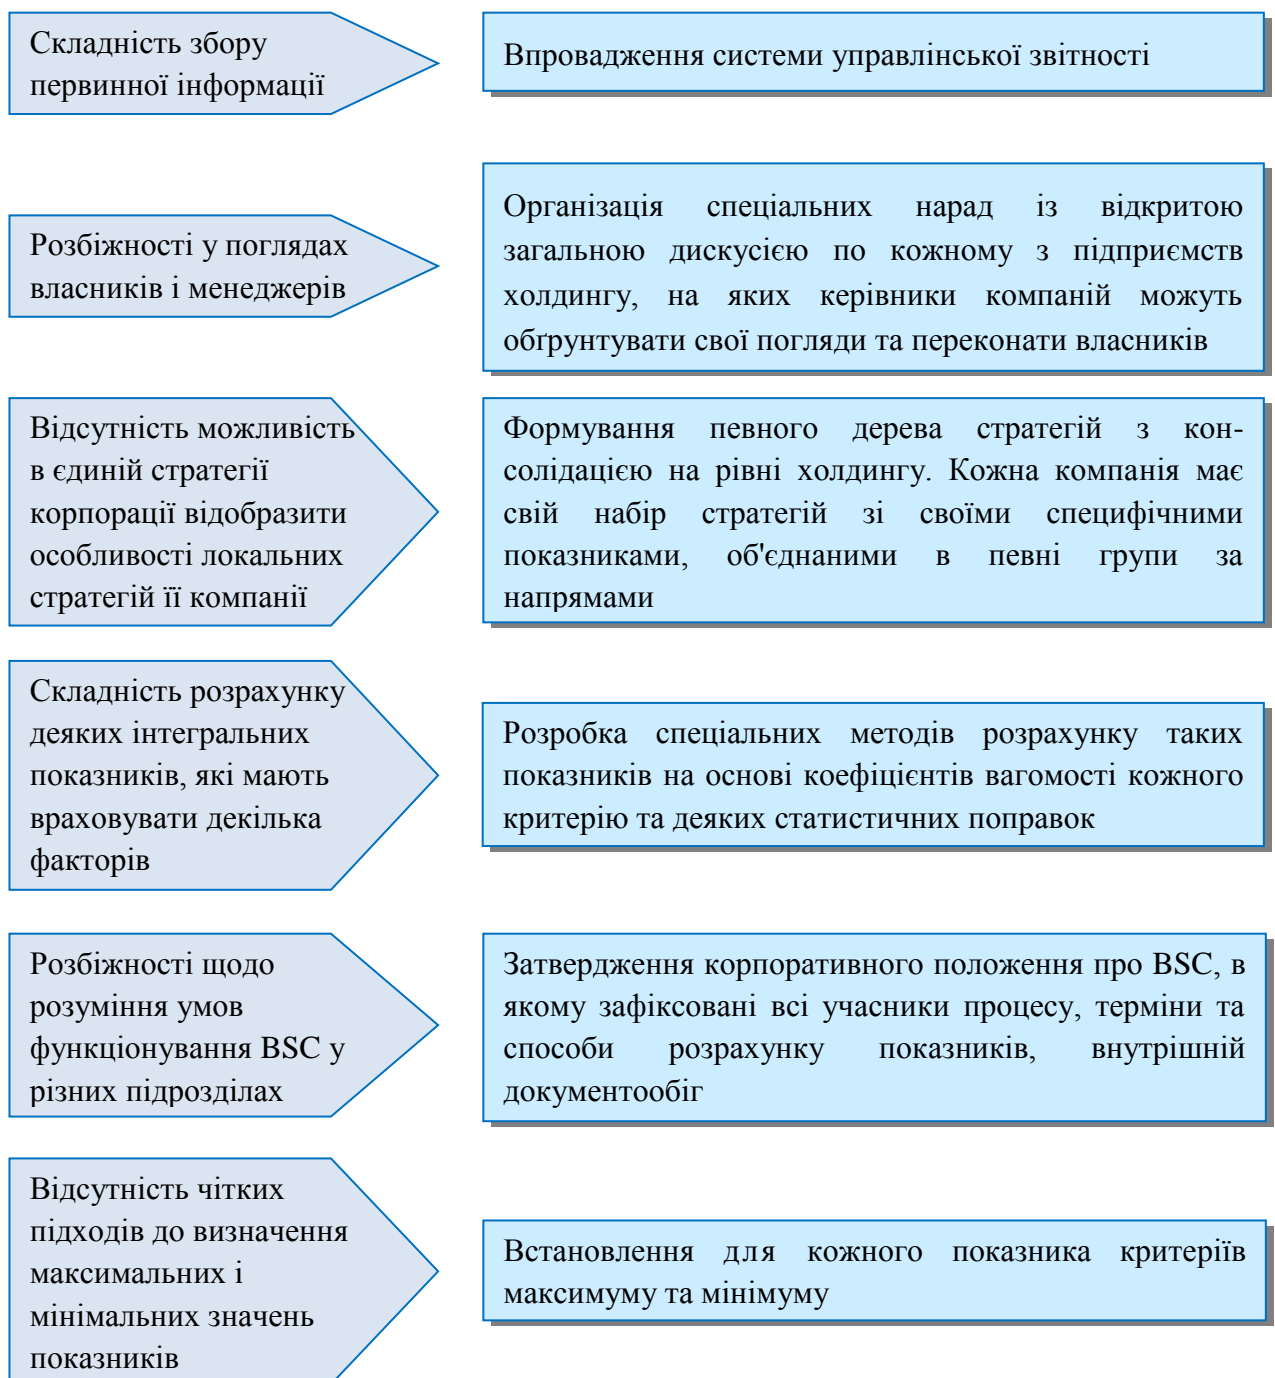 Складність збору
первинної інформації
Впровадження системи управлінської звітності
Розбіжності у поглядах
власників і менеджерів
Організація спеціальних нарад із відкритою
загальною дискусією по кожному з підприємств
холдингу, на яких керівники компаній можуть
обґрунтувати свої погляди та переконати власників
Відсутність можливість
в єдиній стратегії
корпорації відобразити
особливості локальних
стратегій її компанії
Формування певного дерева стратегій з кон-
солідацією на рівні холдингу. Кожна компанія має
свій набір стратегій зі своїми специфічними
показниками, об'єднаними в певні групи за
напрямами
Складність розрахунку
деяких інтегральних
показників, які мають
враховувати декілька
факторів
Розробка спеціальних методів розрахунку таких
показників на основі коефіцієнтів вагомості кожного
критерію та деяких статистичних поправок
Розбіжності щодо
розуміння умов
функціонування BSC у
різних підрозділах
Затвердження корпоративного положення про BSC, в
якому зафіксовані всі учасники процесу, терміни та
способи розрахунку показників, внутрішній
документообіг
Відсутність чітких
підходів до визначення
максимальних і
мінімальних значень
показників
Встановлення для кожного показника критеріїв
максимуму та мінімуму